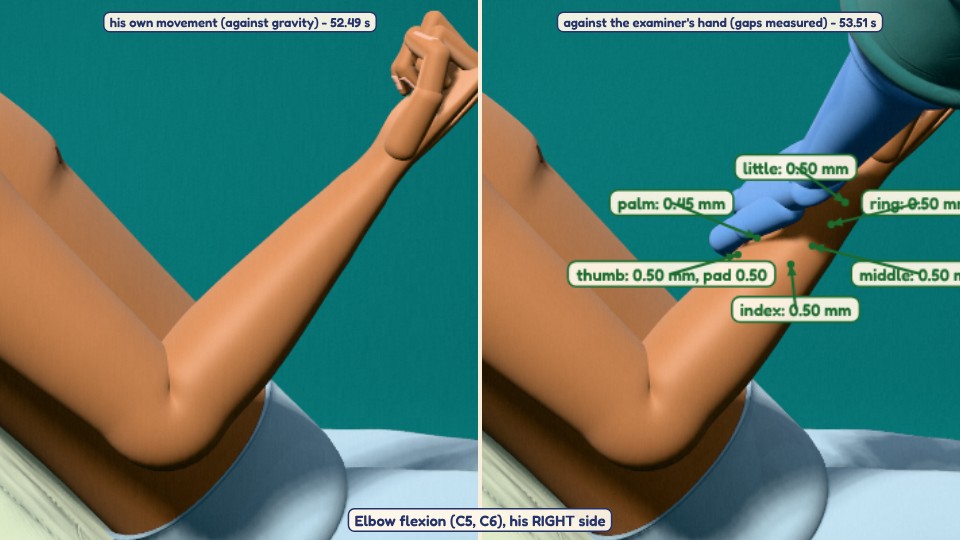 his own movement (against gravity) - 52.49 s
against the examiner's hand (gaps measured) - 53.51 s
little: 0.50 mm
palm: 0.45 mm
ring: 0.50 m
thumb: 0.50 mm, pad 0.50
middle: 0.50 m
index: 0.50 mm
Elbow flexion (C5, C6), his RIGHT side